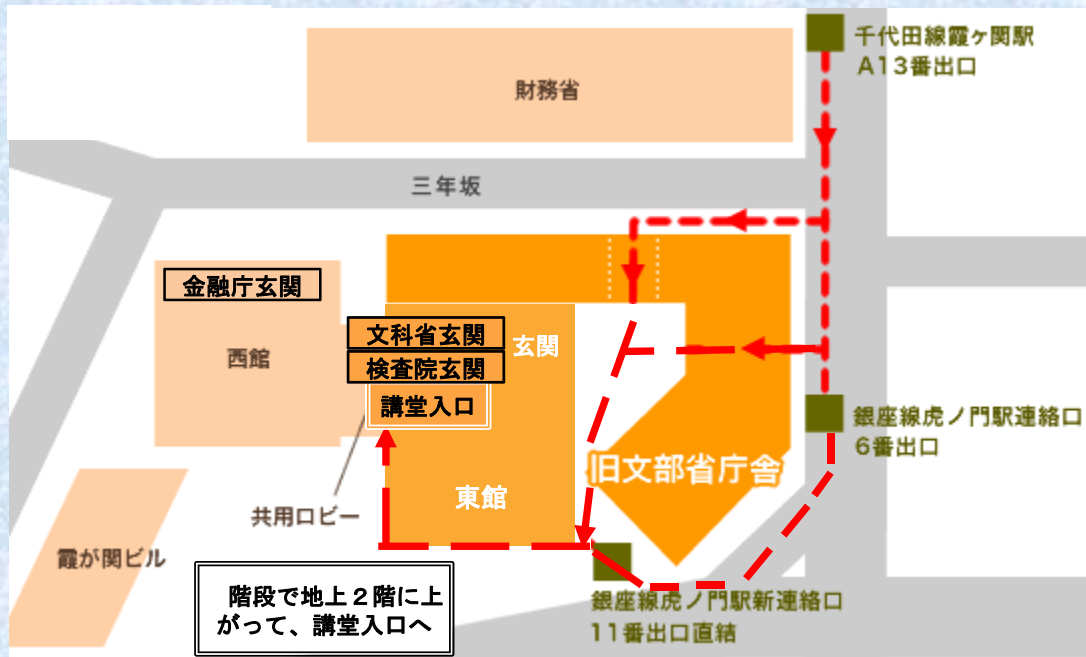 千代田線霞ヶ関駅
A13番出口
財務省
三年坂
金融庁玄関
文科省玄関
玄関
西館
検査院玄関
講堂入口
銀座線虎ノ門駅連絡口
6番出口
旧文部省庁舎
東館
共用ロビー
霞が関ビル
階段で地上２階に上
がって、講堂入口へ
銀座線虎ノ門駅新連絡口
11番出口直結